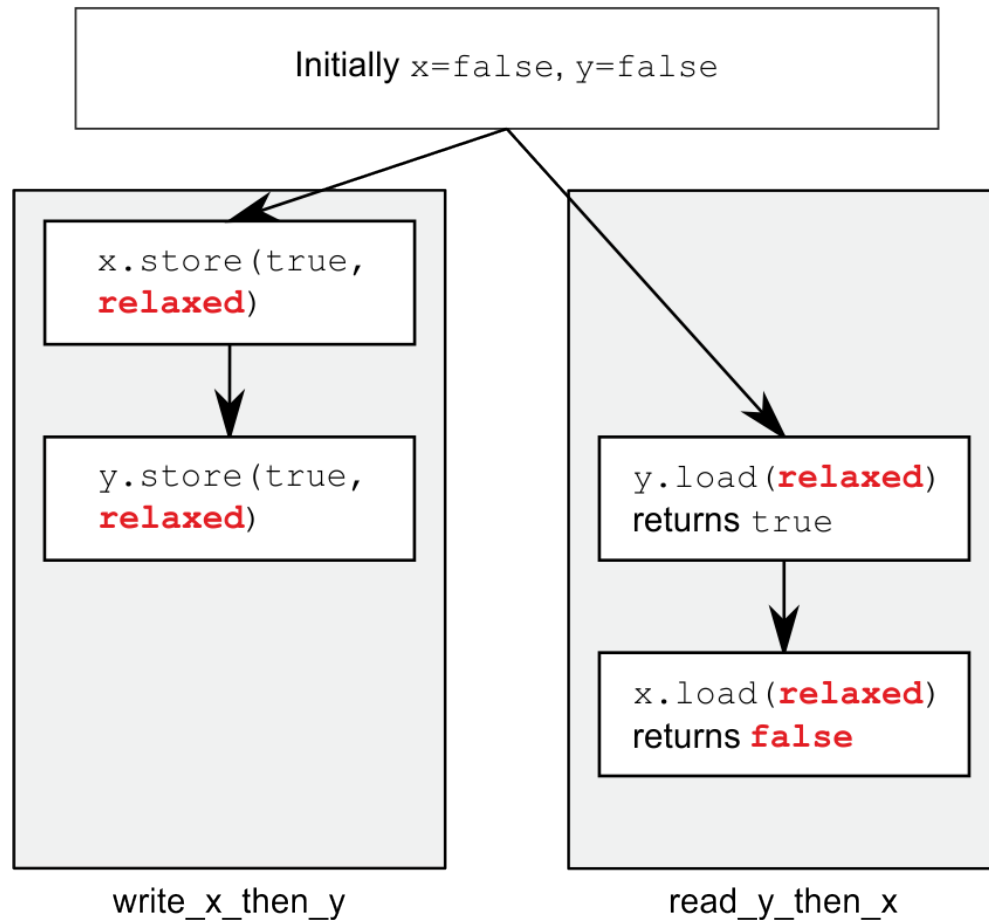 Initially x=false, y=false
x.store(true,
relaxed)
y.store(true,
relaxed)
y.load(relaxed)
returns true
x.load(relaxed)
returns false
write_x_then_y
read_y_then_x